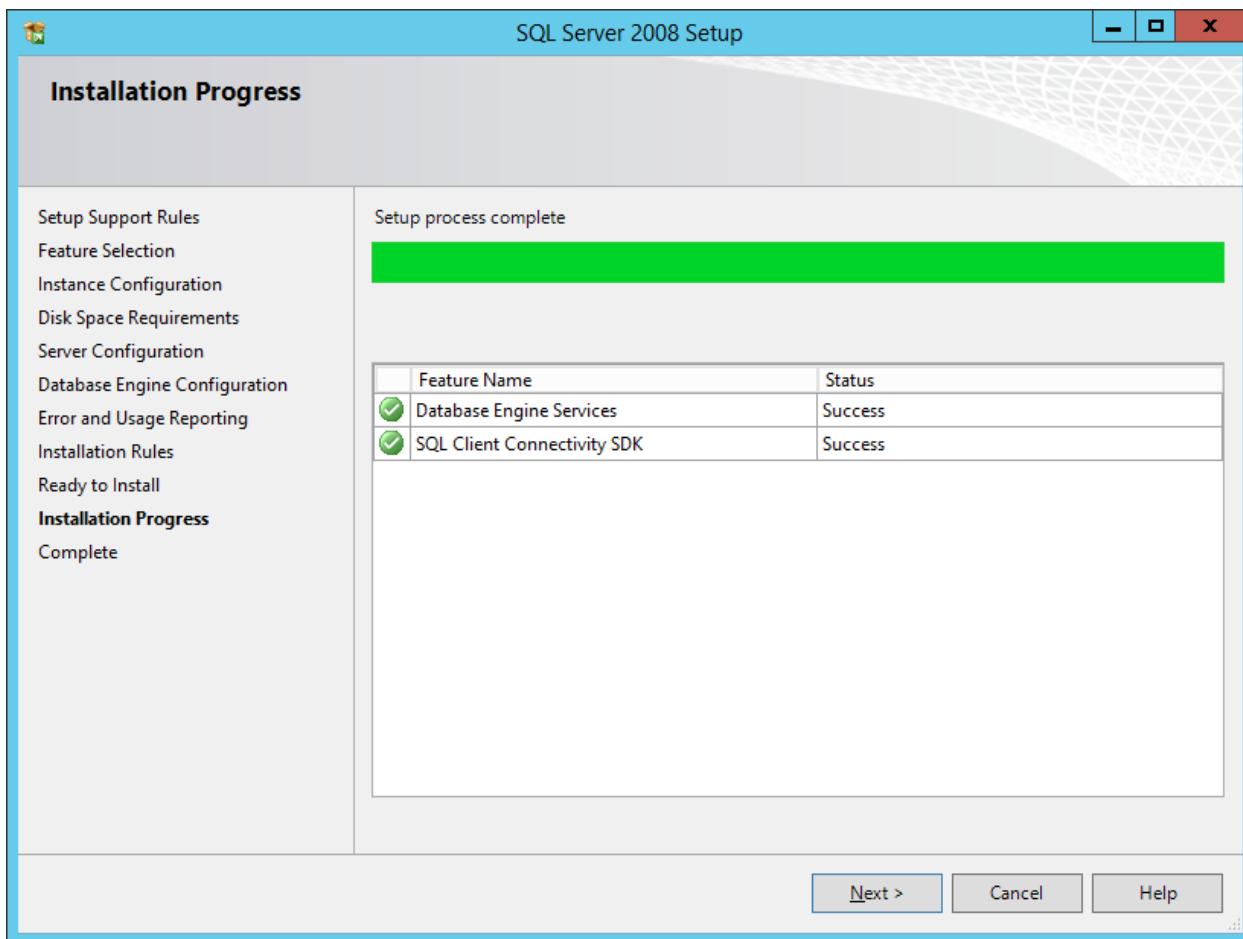 SQL Server 2008 Setup
Installation Progress
Setup Support Rules
Feature Selection
Instance Configuration
Disk Space Requirements
Server Configuration
Database Engine Configuration
Error and Usage Reporting
Installation Rules
Ready to Install
Installation Progress
Complete
Setup process complete
Feature Name Status
Database Engine Services Success
SQL Client Connectivity SDK Success
Next > Cancel Help